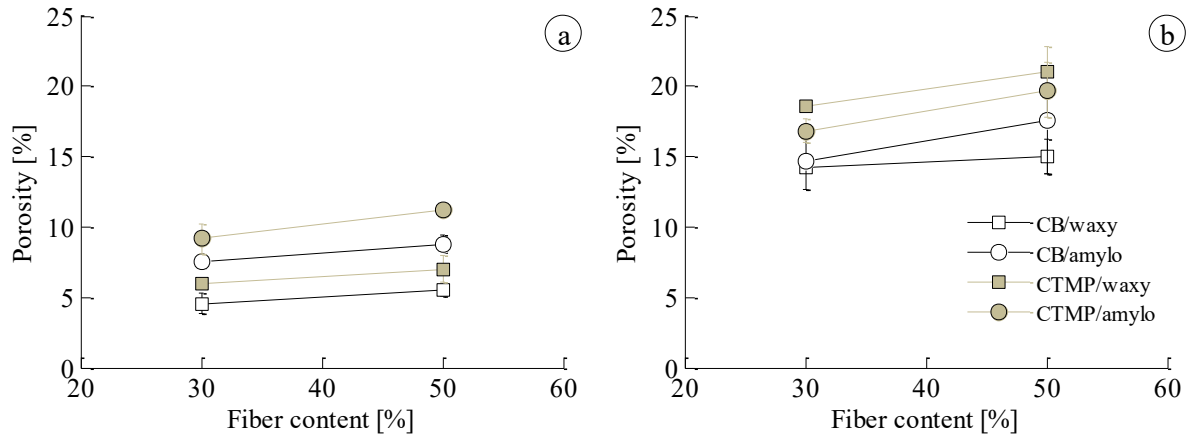 a
25
20
15
10
5
0
20 30 40 50 60
Porosity [%]
Fiber content [%]
b
25
20
15
10
5
0
20 30 40 50 60
Porosity [%]
Fiber content [%]
CB/waxy
CB/amylo
CTMP/waxy
CTMP/amylo